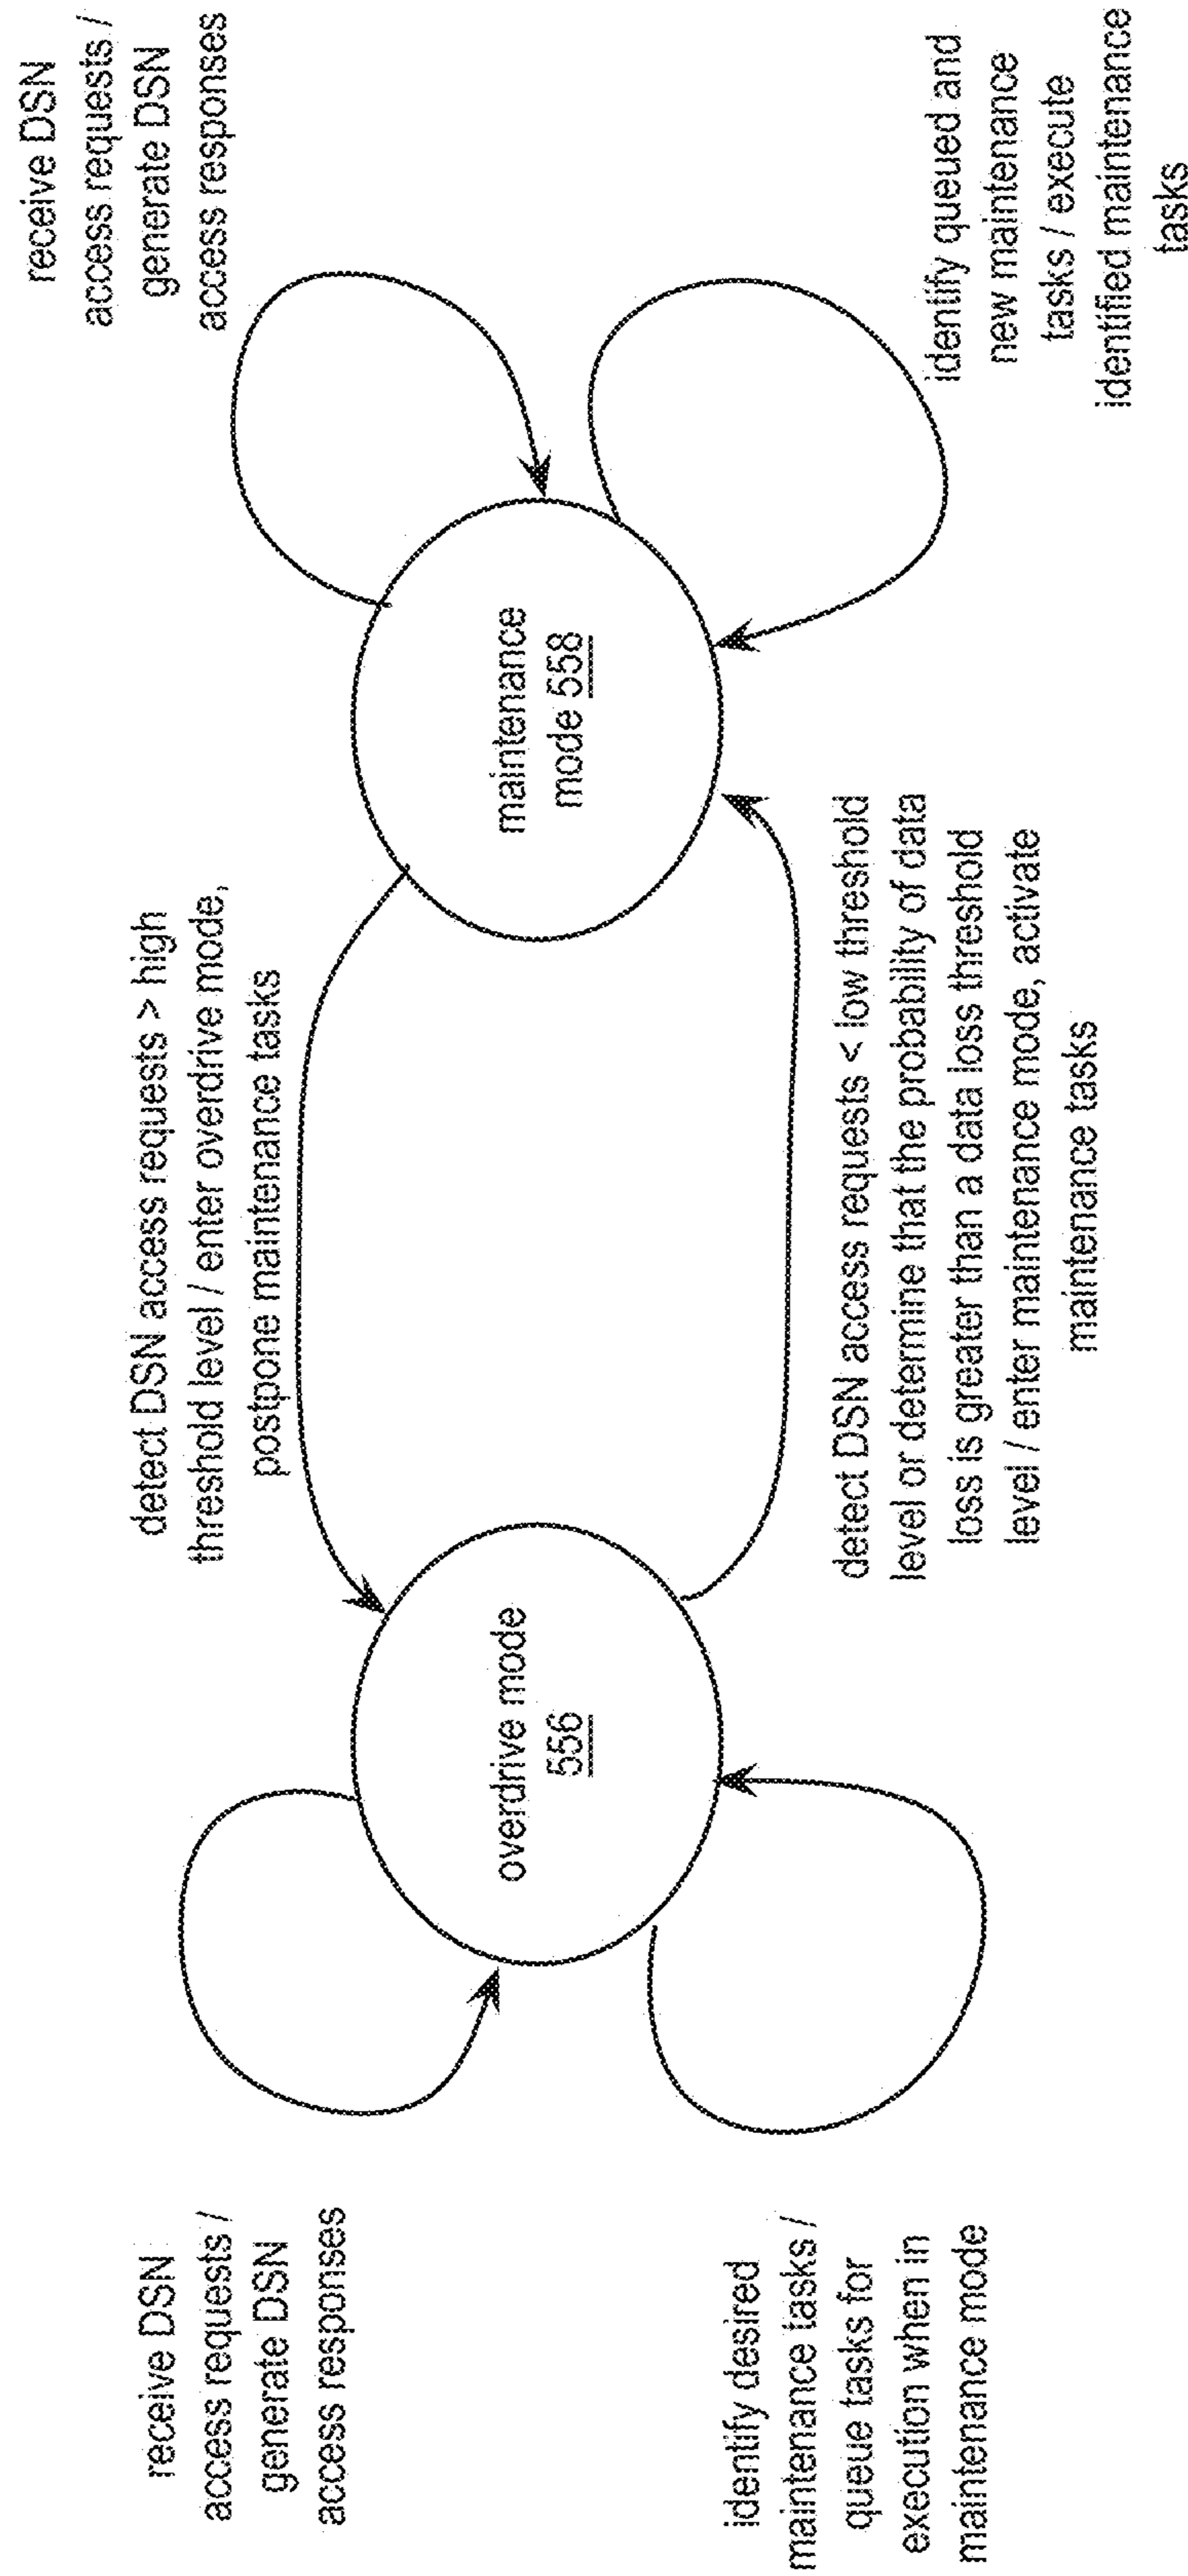 receive DSN
access requests /
generate DSN
access responses
identify desired
maintenance tasks /
queue tasks for
execution when in
maintenance mode
overdrive mode
556
detect DSN access requests > high
threshold level / enter overdrive mode,
postpone maintenance tasks
detect DSN access requests < low threshold
level or determine that the probability of data
loss is greater than a data loss threshold
level / enter maintenance mode, activate
maintenance tasks
maintenance
mode 558
receive DSN
access requests /
generate DSN
access responses
identify queued and
new maintenance
tasks / execute
identified maintenance
tasks